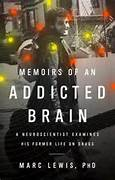 MEMOIRS OF AN
ADDICTED
BRAIN
A NEUROSCIENTIST EXAMINES
HIS FORMER LIFE ON DRUGS
MARC LEWIS, PHD